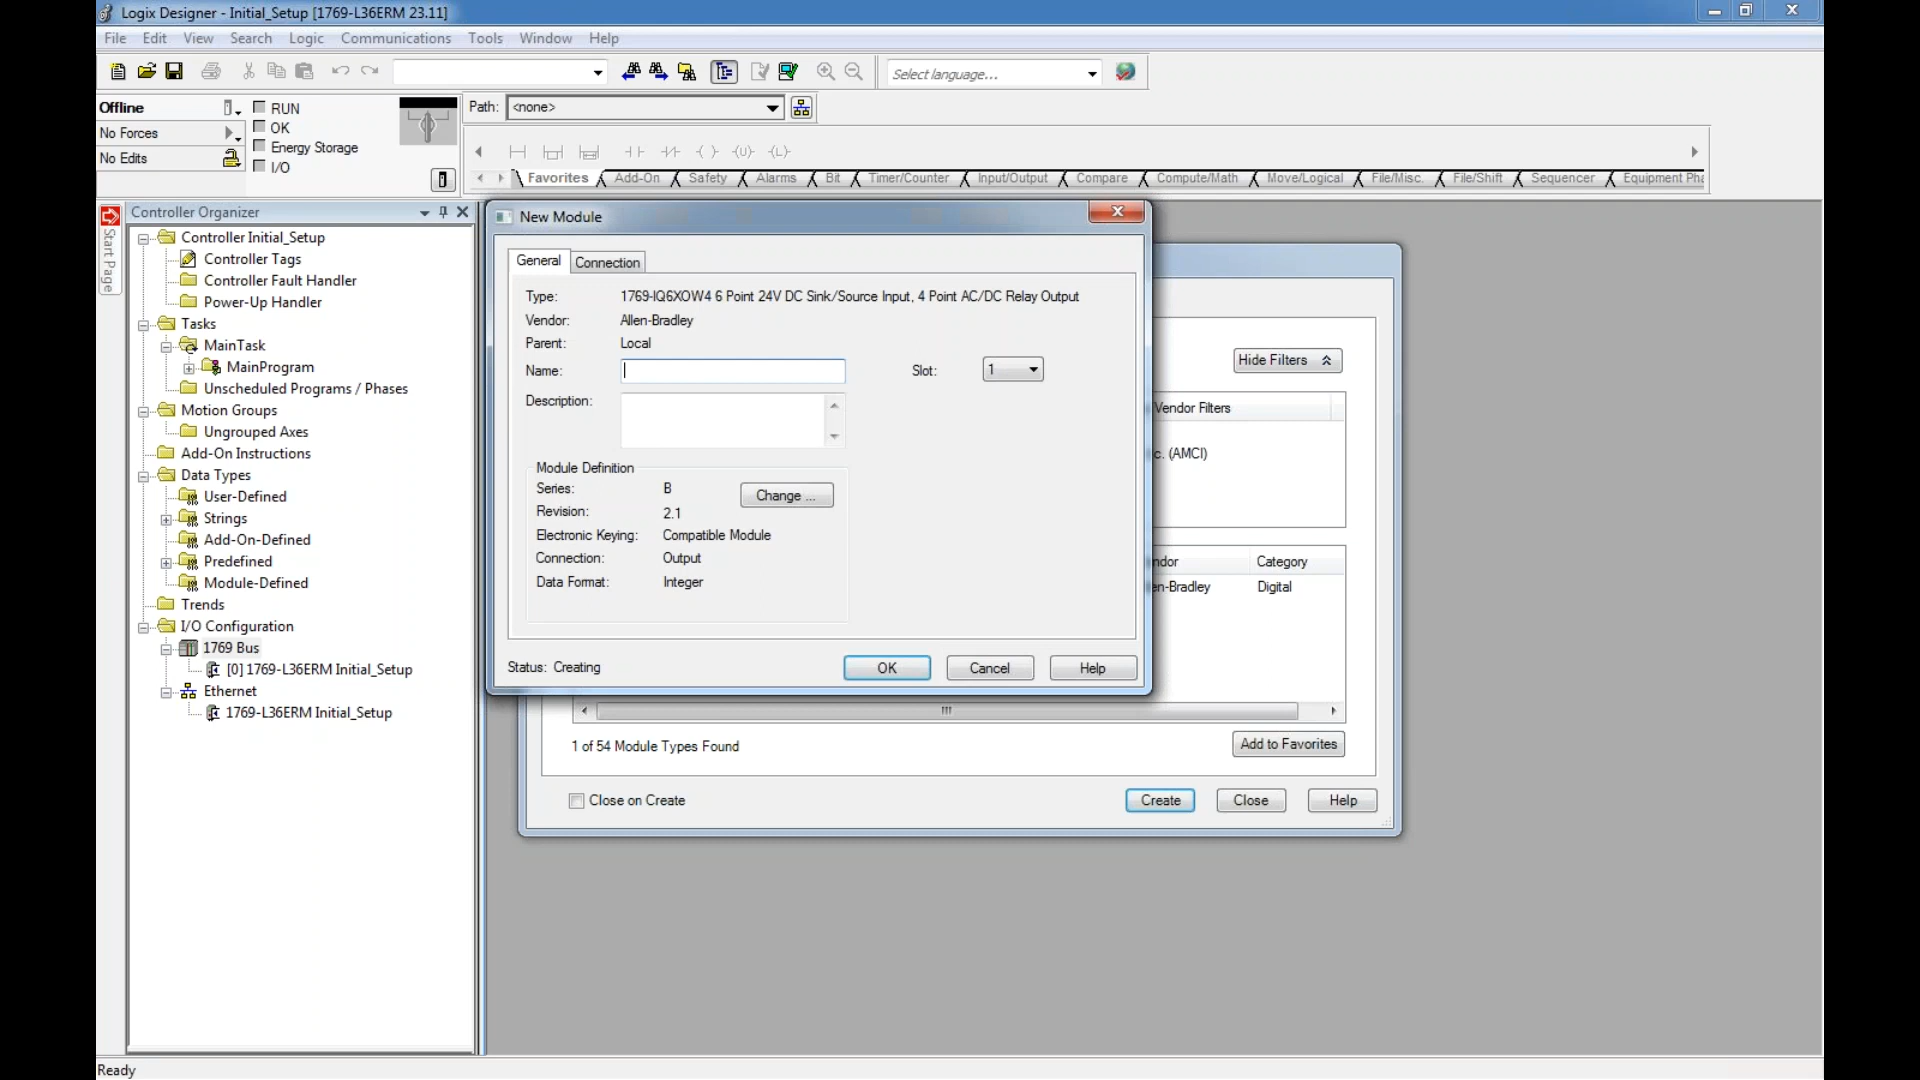 Logix Designer - Initial_Setup [1769-L36ERM 23.11]
File Edit View Search Logic Communications Tools Window Help
Select language...
Offline
RUN
Path: <none>
No Forces
OK
Energy Storage
No Edits
I/O
Favorites Add-On Safety Alarms Bit Timer/Counter Input/Output Compare Compute/Math Move/Logical File/Misc. File/Shift Sequencer Equipment Pha
Start Page
Controller Organizer
Controller Initial_Setup
Controller Tags
Controller Fault Handler
Power-Up Handler
Tasks
MainTask
MainProgram
Unscheduled Programs / Phases
Motion Groups
Ungrouped Axes
Add-On Instructions
Data Types
User-Defined
Strings
Add-On-Defined
Predefined
Module-Defined
Trends
I/O Configuration
1769 Bus
[0] 1769-L36ERM Initial_Setup
Ethernet
1769-L36ERM Initial_Setup
New Module
General Connection
Type: 1769-IQ6XOW4 6 Point 24V DC Sink/Source Input, 4 Point AC/DC Relay Output
Vendor: Allen-Bradley
Parent: Local
Name: Slot: 1
Description:
Module Definition
Series: B
Change ...
Revision: 2.1
Electronic Keying: Compatible Module
Connection: Output
Data Format: Integer
Status: Creating
OK Cancel Help
Hide Filters
Vendor Filters
c. (AMCI)
ndor Category
en-Bradley Digital
1 of 54 Module Types Found
Add to Favorites
Close on Create
Create Close Help
Ready